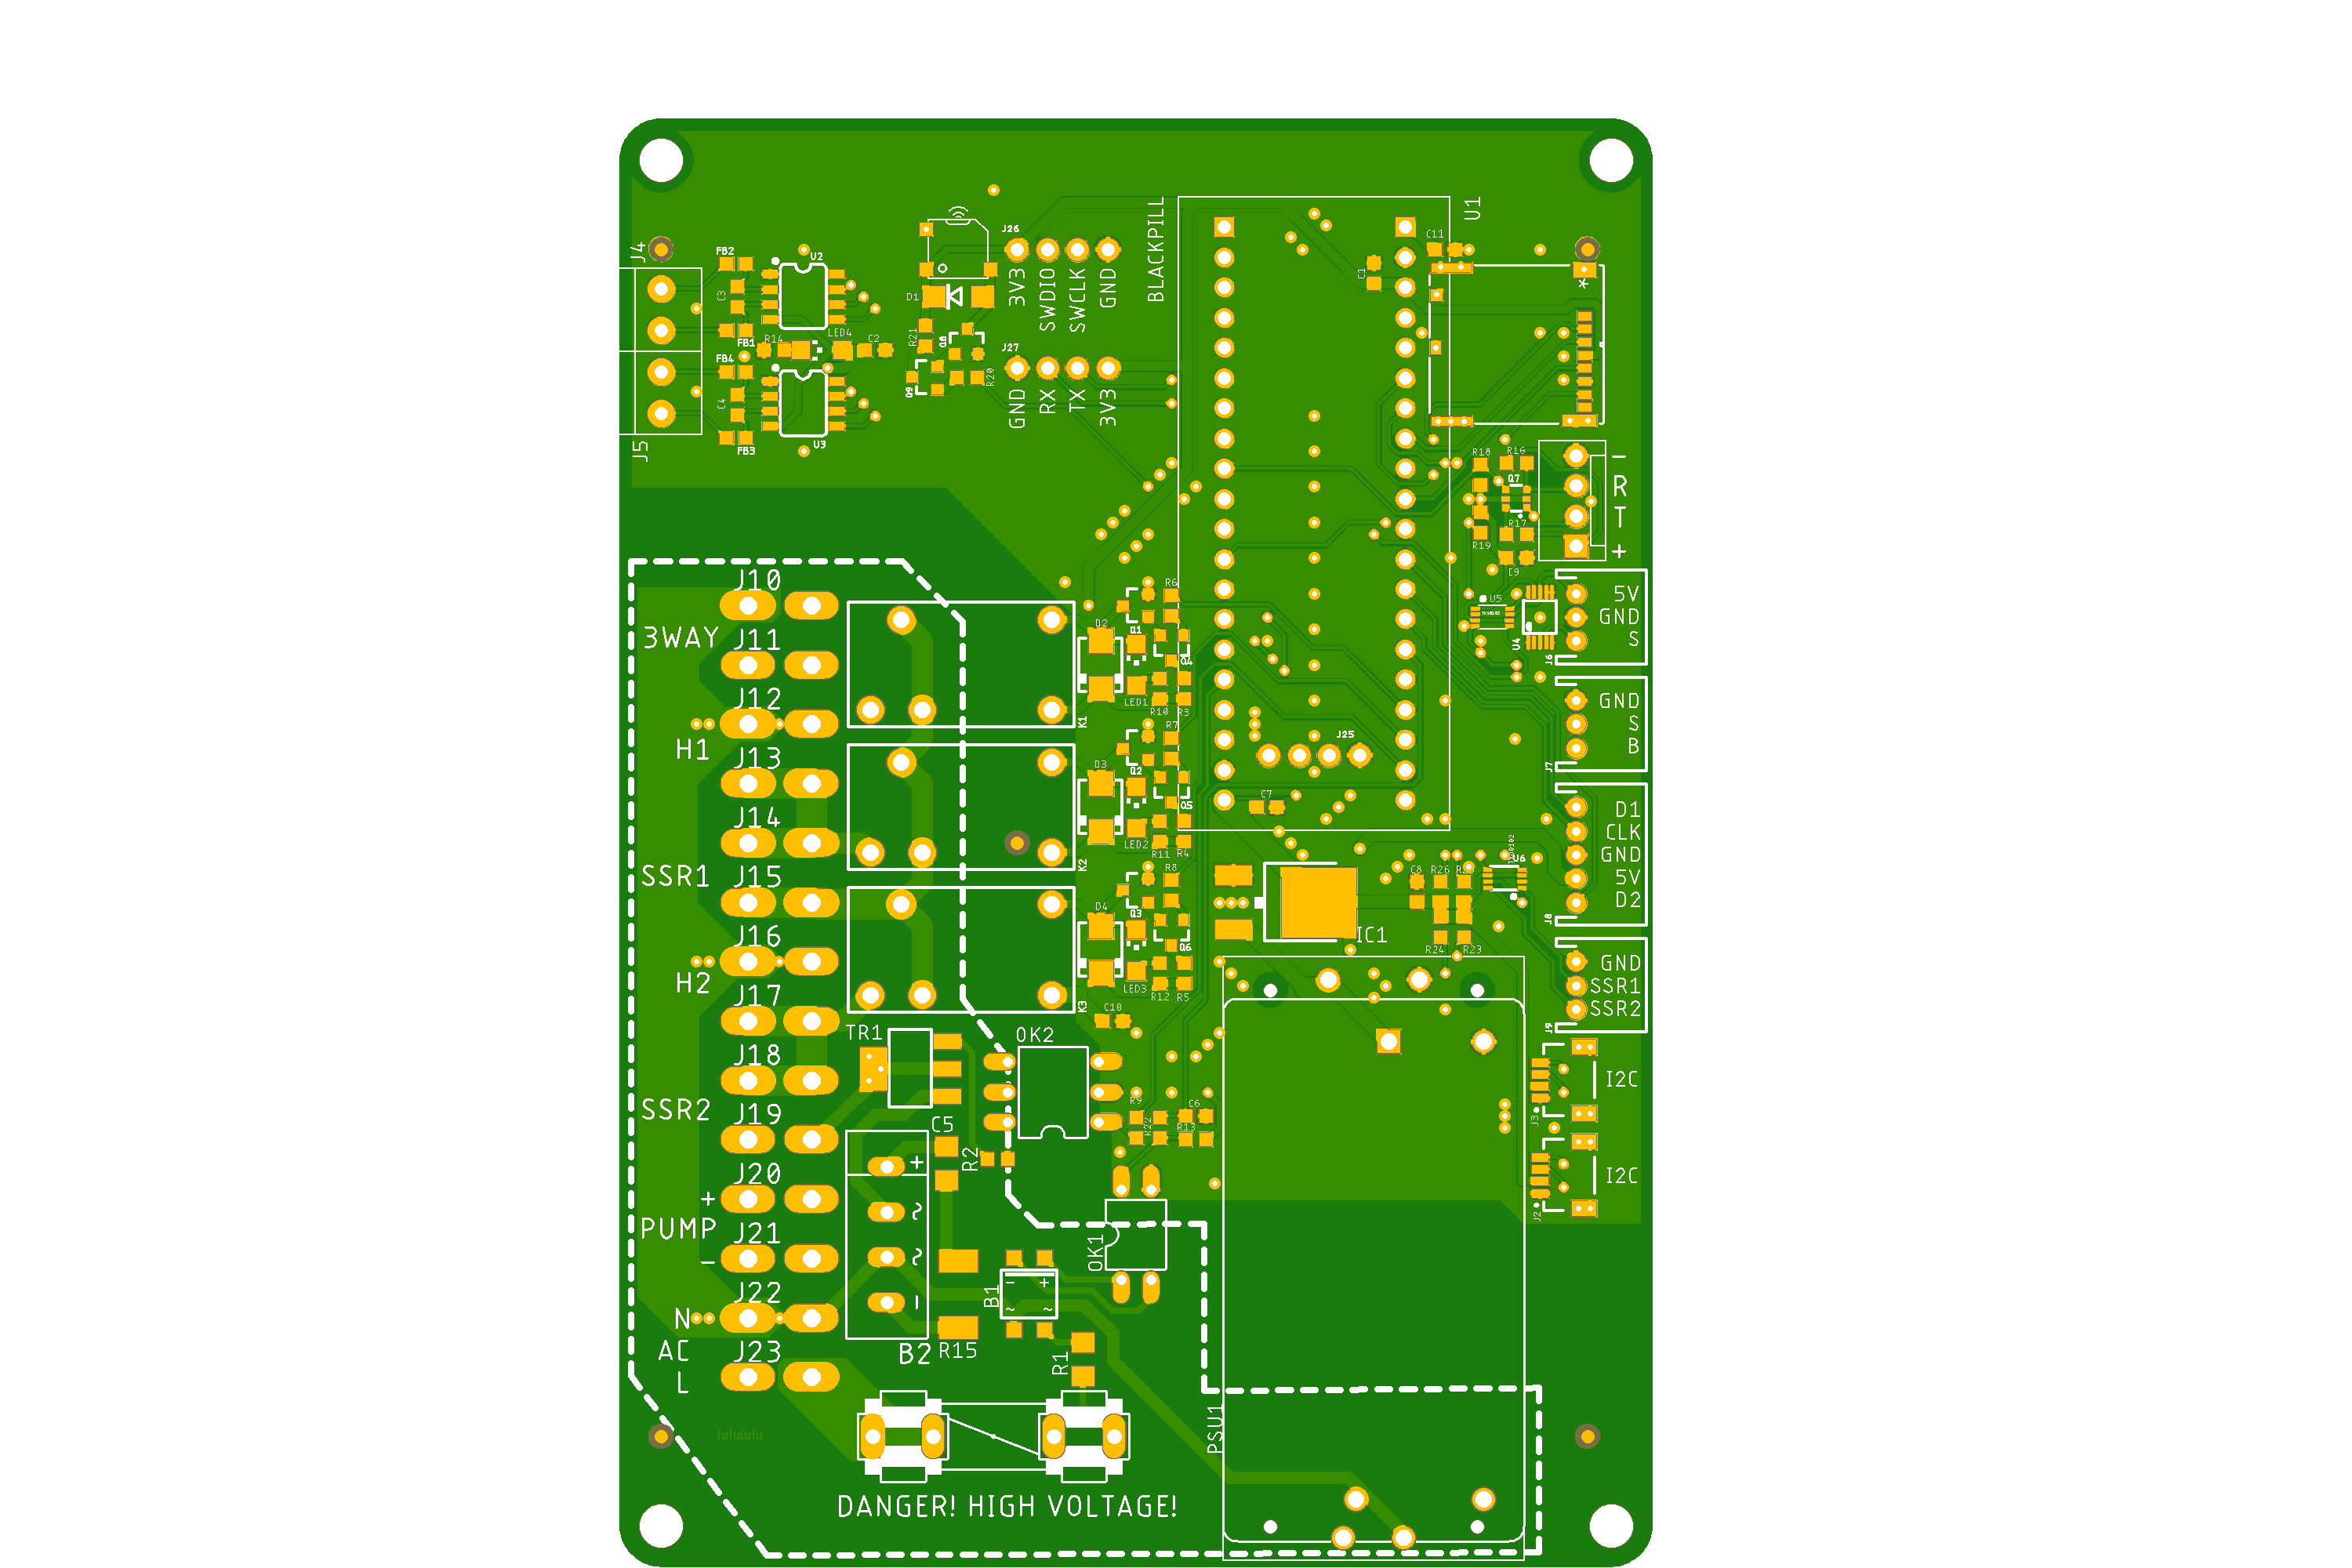 J4
FB2
U2
C3
FB1
LED4
R14
C2
FB4
C4
U3
FB3
J5
D1
R21
Q8
Q9
R20
J26
3V3
SWDIO
SWCLK
GND
J27
GND
RX
TX
3V3
BLACKPILL
U1
C11
C1
*
R18
R16
Q7
R17
R19
C9
-
R
T
+
U5
U4
5V
GND
S
J6
GND
S
B
J7
D1
CLK
GND
5V
D2
J8
GND
SSR1
SSR2
J9
I2C
J3
I2C
J2
J10
3WAY
J11
J12
H1
J13
J14
SSR1
J15
J16
H2
J17
J18
SSR2
J19
J20
+
PUMP
J21
-
J22
N
AC
J23
L
K1
K2
K3
D2
Q1
R6
Q4
LED1
R10
R3
D3
Q2
R7
Q5
LED2
R11
R4
D4
Q3
R8
Q6
LED3
R12
R5
C10
J25
C7
IC1
C8
R26
U6
R24
R23
TR1
OK2
C5
R2
R9
R22
R13
C6
OK1
B1
- +
~ ~
+
~
~
-
B2
R15
R1
PSU1
DANGER! HIGH VOLTAGE!